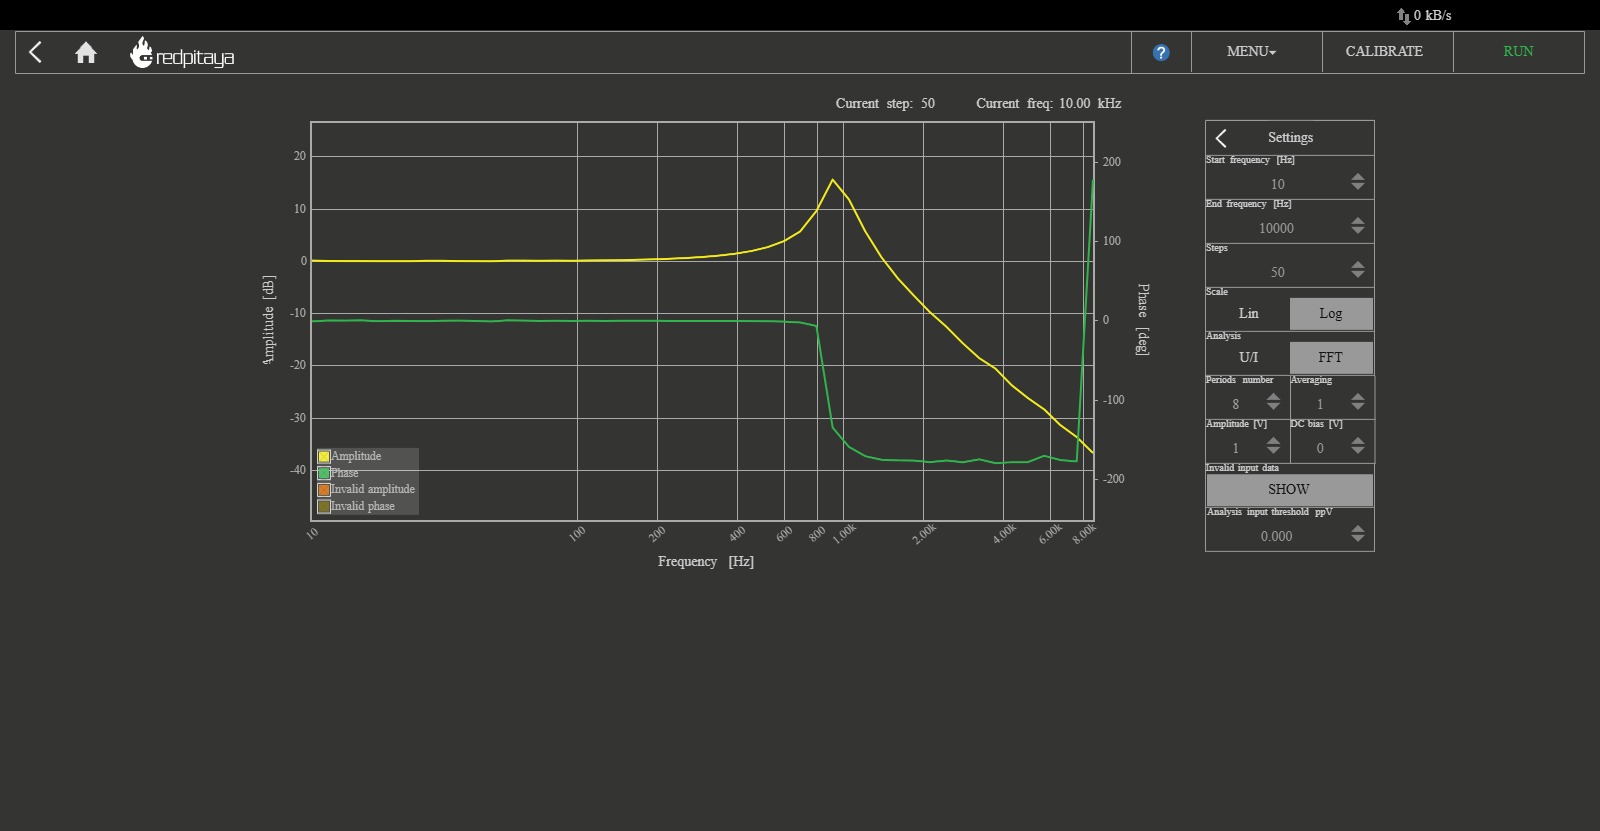 0 kB/s
redpitaya
?
MENU
CALIBRATE
RUN
Current step: 50
Current freq: 10.00 kHz
20
10
0
-10
-20
-30
-40
Amplitude [dB]
200
100
0
-100
-200
Phase [deg]
Amplitude
Phase
Invalid amplitude
Invalid phase
10
100
200
400
600
800
1.00k
2.00k
4.00k
6.00k
8.00k
Frequency [Hz]
Settings
Start frequency [Hz]
10
End frequency [Hz]
10000
Steps
50
Scale
Lin Log
Analysis
U/I FFT
Periods number Averaging
8 1
Amplitude [V] DC bias [V]
1 0
Invalid input data
SHOW
Analysis input threshold ppV
0.000